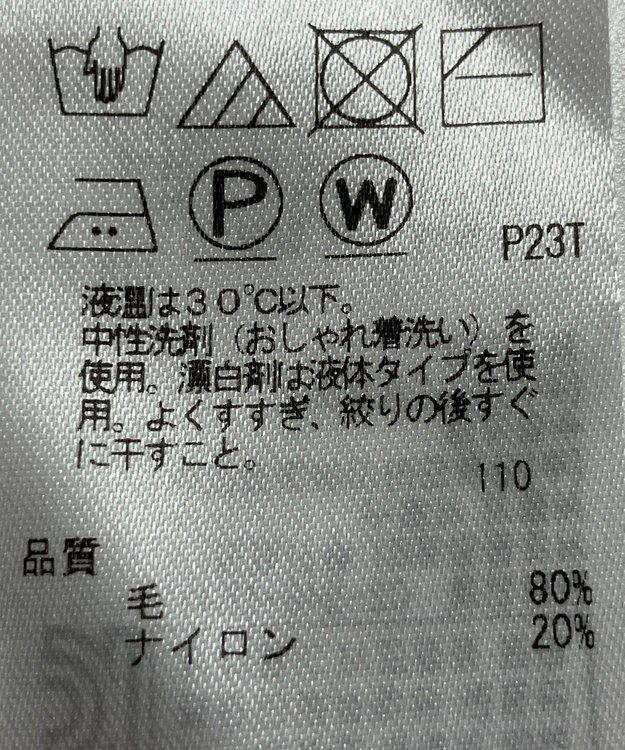 P
W
P23T
液温は30℃以下。
中性洗剤（おしゃれ着洗い）を
使用。漂白剤は液体タイプを使
用。よくすすぎ、絞りの後すぐ
に干すこと。
110
品質
毛 80%
ナイロン 20%